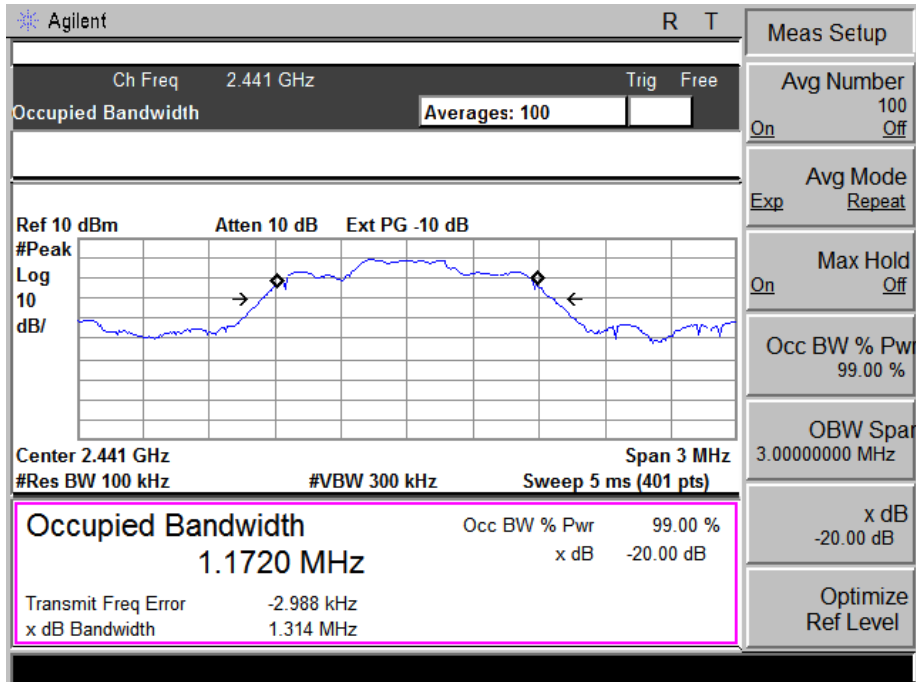 Agilent R T
Ch Freq 2.441 GHz Trig Free
Occupied Bandwidth Averages: 100
Ref 10 dBm Atten 10 dB Ext PG -10 dB
#Peak
Log
10
dB/
Center 2.441 GHz Span 3 MHz
#Res BW 100 kHz #VBW 300 kHz Sweep 5 ms (401 pts)
Occupied Bandwidth
1.1720 MHz
Occ BW % Pwr 99.00 %
x dB -20.00 dB
Transmit Freq Error -2.988 kHz
x dB Bandwidth 1.314 MHz
Meas Setup
Avg Number
100
On Off
Avg Mode
Exp Repeat
Max Hold
On Off
Occ BW % Pwr
99.00 %
OBW Span
3.00000000 MHz
x dB
-20.00 dB
Optimize
Ref Level